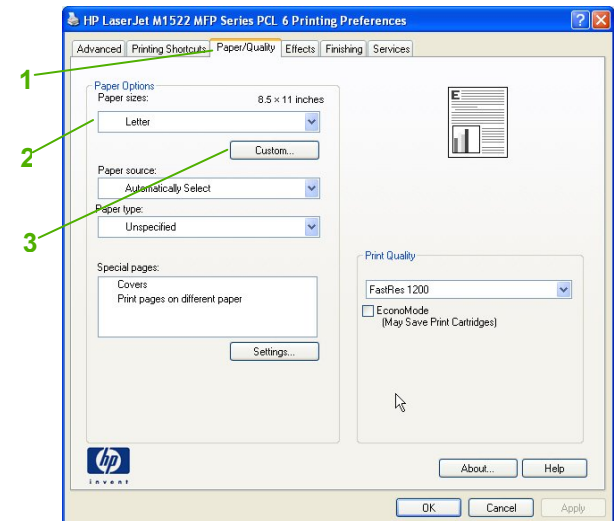 HP LaserJet M1522 MFP Series PCL 6 Printing Preferences
Advanced Printing Shortcuts Paper/Quality Effects Finishing Services
1
Paper Options
Paper sizes: 8.5 × 11 inches
Letter
2
Custom...
Paper source:
Automatically Select
Paper type:
Unspecified
3
Special pages:
Covers
Print pages on different paper
Settings...
E
Print Quality
FastRes 1200
EconoMode
(May Save Print Cartridges)
hp
invent
About... Help
OK Cancel Apply